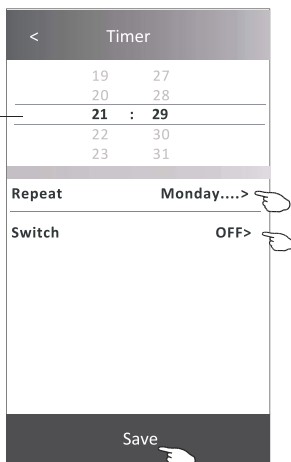 < Timer
19 27
20 28
21 : 29
22 30
23 31
Repeat Monday....>
Switch OFF>
Save